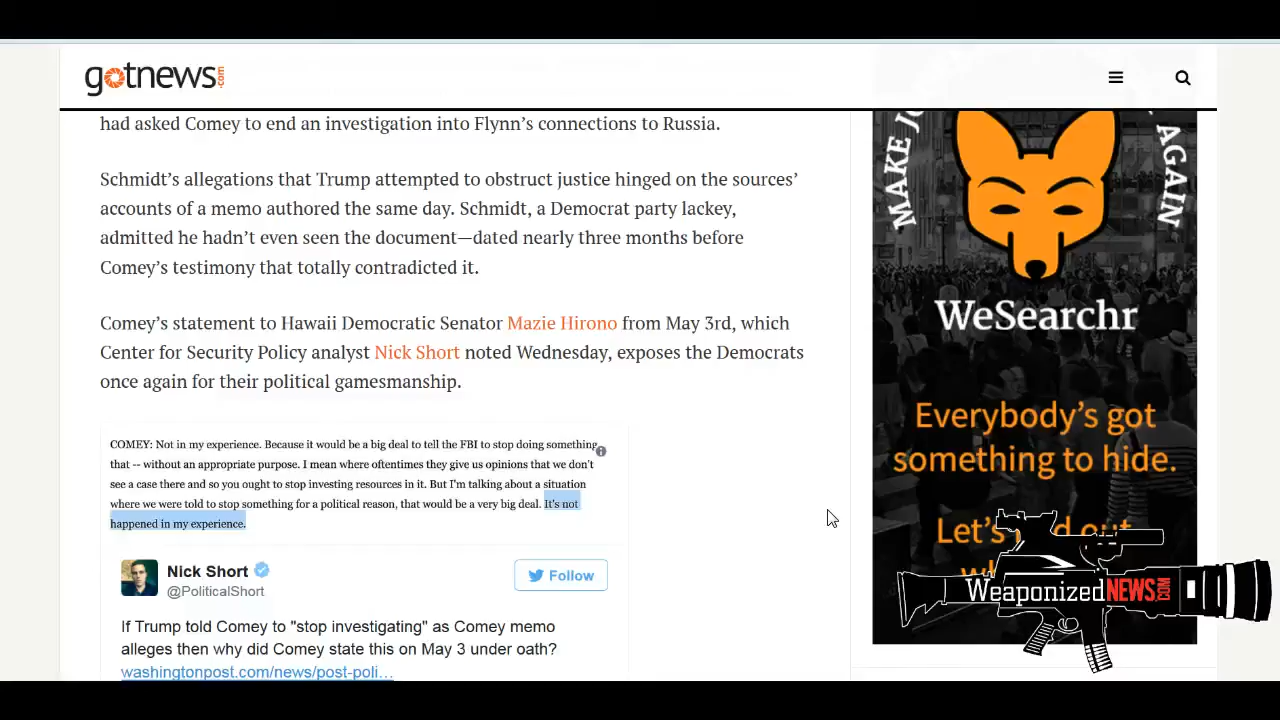 gotnews.com
had asked Comey to end an investigation into Flynn’s connections to Russia.
Schmidt’s allegations that Trump attempted to obstruct justice hinged on the sources’
accounts of a memo authored the same day. Schmidt, a Democrat party lackey,
admitted he hadn’t even seen the document—dated nearly three months before
Comey’s testimony that totally contradicted it.
Comey’s statement to Hawaii Democratic Senator Mazie Hirono from May 3rd, which
Center for Security Policy analyst Nick Short noted Wednesday, exposes the Democrats
once again for their political gamesmanship.
COMEY: Not in my experience. Because it would be a big deal to tell the FBI to stop doing something
that -- without an appropriate purpose. I mean where oftentimes they give us opinions that we don't
see a case there and so you ought to stop investing resources in it. But I'm talking about a situation
where we were told to stop something for a political reason, that would be a very big deal. It's not
happened in my experience.
Nick Short
@PoliticalShort
Follow
If Trump told Comey to "stop investigating" as Comey memo
alleges then why did Comey state this on May 3 under oath?
washingtonpost.com/news/post-poli…
MAKE
AGAIN
WeSearchr
Everybody’s got
something to hide.
Let’s
WeaponizedNEWS.COM